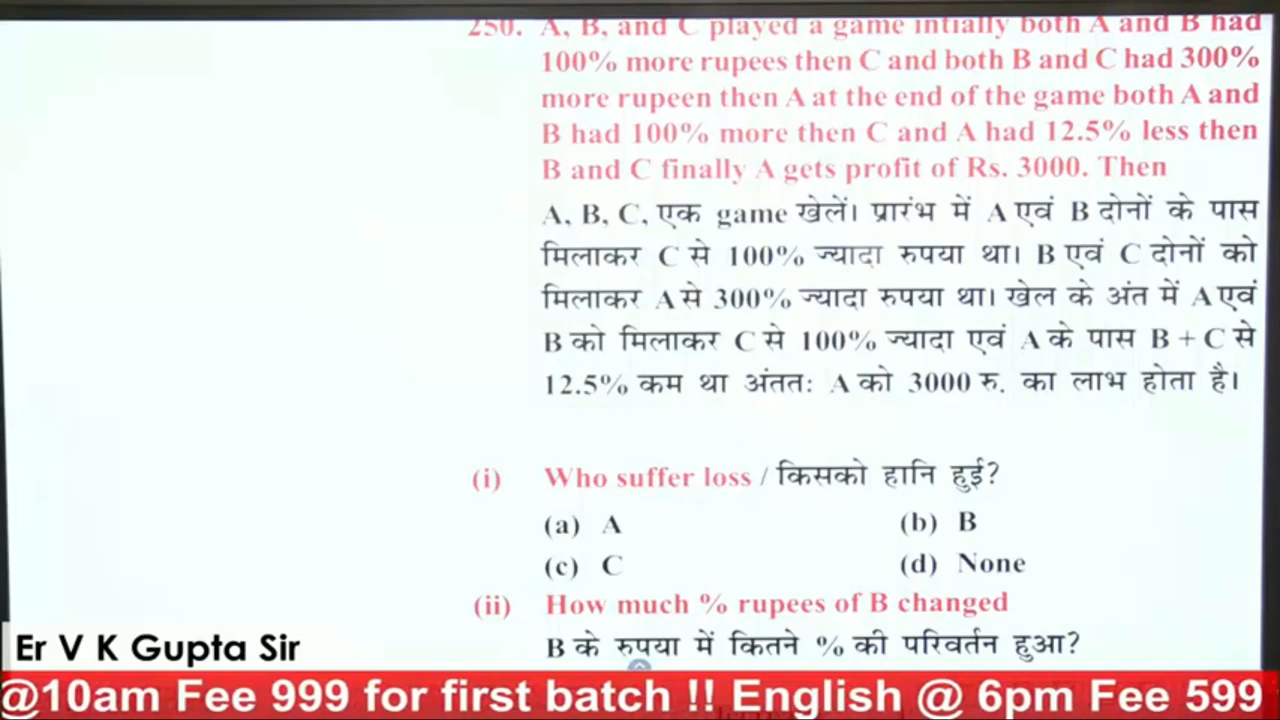 250. A, B, and C played a game intially both A and B had
100% more rupees then C and both B and C had 300%
more rupeen then A at the end of the game both A and
B had 100% more then C and A had 12.5% less then
B and C finally A gets profit of Rs. 3000. Then
A, B, C, एक game खेलें। प्रारंभ में A एवं B दोनों के पास
मिलाकर C से 100% ज्यादा रुपया था। B एवं C दोनों को
मिलाकर A से 300% ज्यादा रुपया था। खेल के अंत में A एवं
B को मिलाकर C से 100% ज्यादा एवं A के पास B + C से
12.5% कम था अंततः A को 3000 रु. का लाभ होता है।
(i) Who suffer loss / किसको हानि हुई?
(a) A (b) B
(c) C (d) None
(ii) How much % rupees of B changed
B के रुपया में कितने % की परिवर्तन हुआ?
Er V K Gupta Sir
@10am Fee 999 for first batch !! English @ 6pm Fee 599